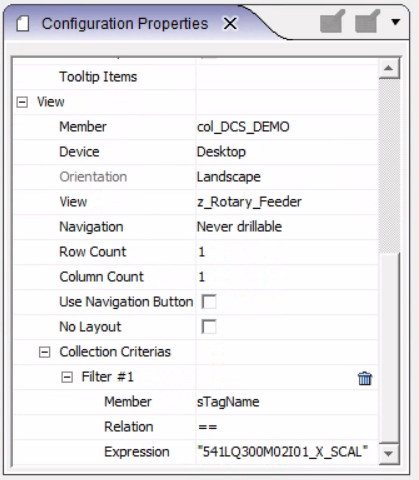 Configuration Properties
Tooltip Items
View
Member col_DCS_DEMO
Device Desktop
Orientation Landscape
View z_Rotary_Feeder
Navigation Never drillable
Row Count 1
Column Count 1
Use Navigation Button
No Layout
Collection Criterias
Filter #1
Member sTagName
Relation ==
Expression "541LQ300M02I01_X_SCAL"